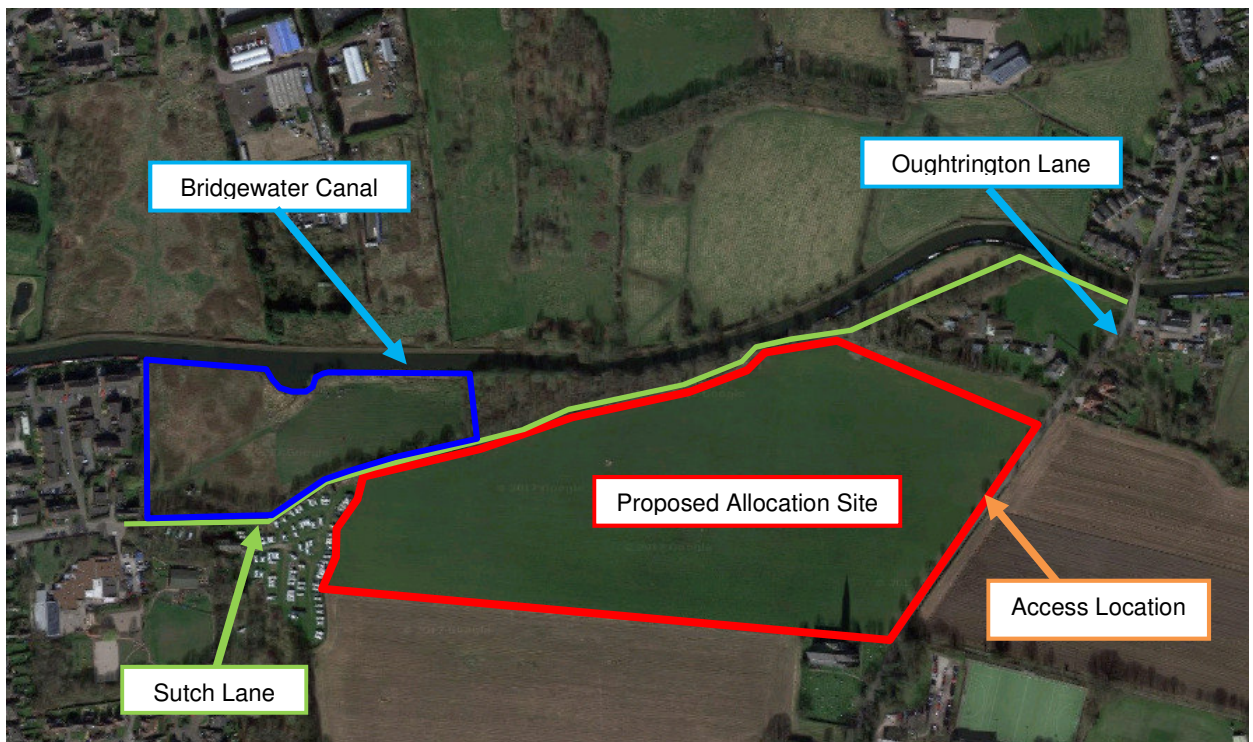 Bridgewater Canal
Oughtrington Lane
Proposed Allocation Site
Access Location
Sutch Lane